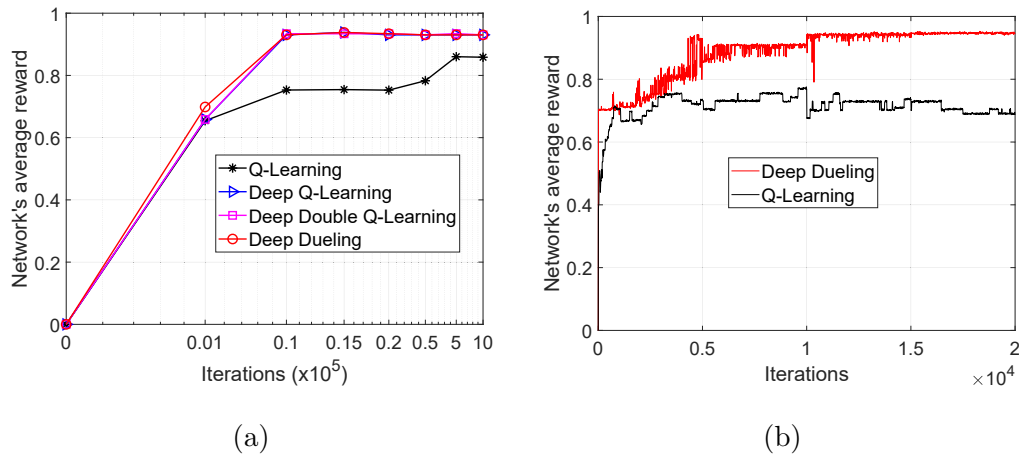 Network's average reward
1
0.8
0.6
0.4
0.2
0
Q-Learning
Deep Q-Learning
Deep Double Q-Learning
Deep Dueling
0 0.01 0.1 0.15 0.2 0.5 5 10
Iterations (x10^5)
(a)
Network's average reward
1
0.8
0.6
0.4
0.2
0
Deep Dueling
Q-Learning
0 0.5 1 1.5 2
Iterations
×10^4
(b)